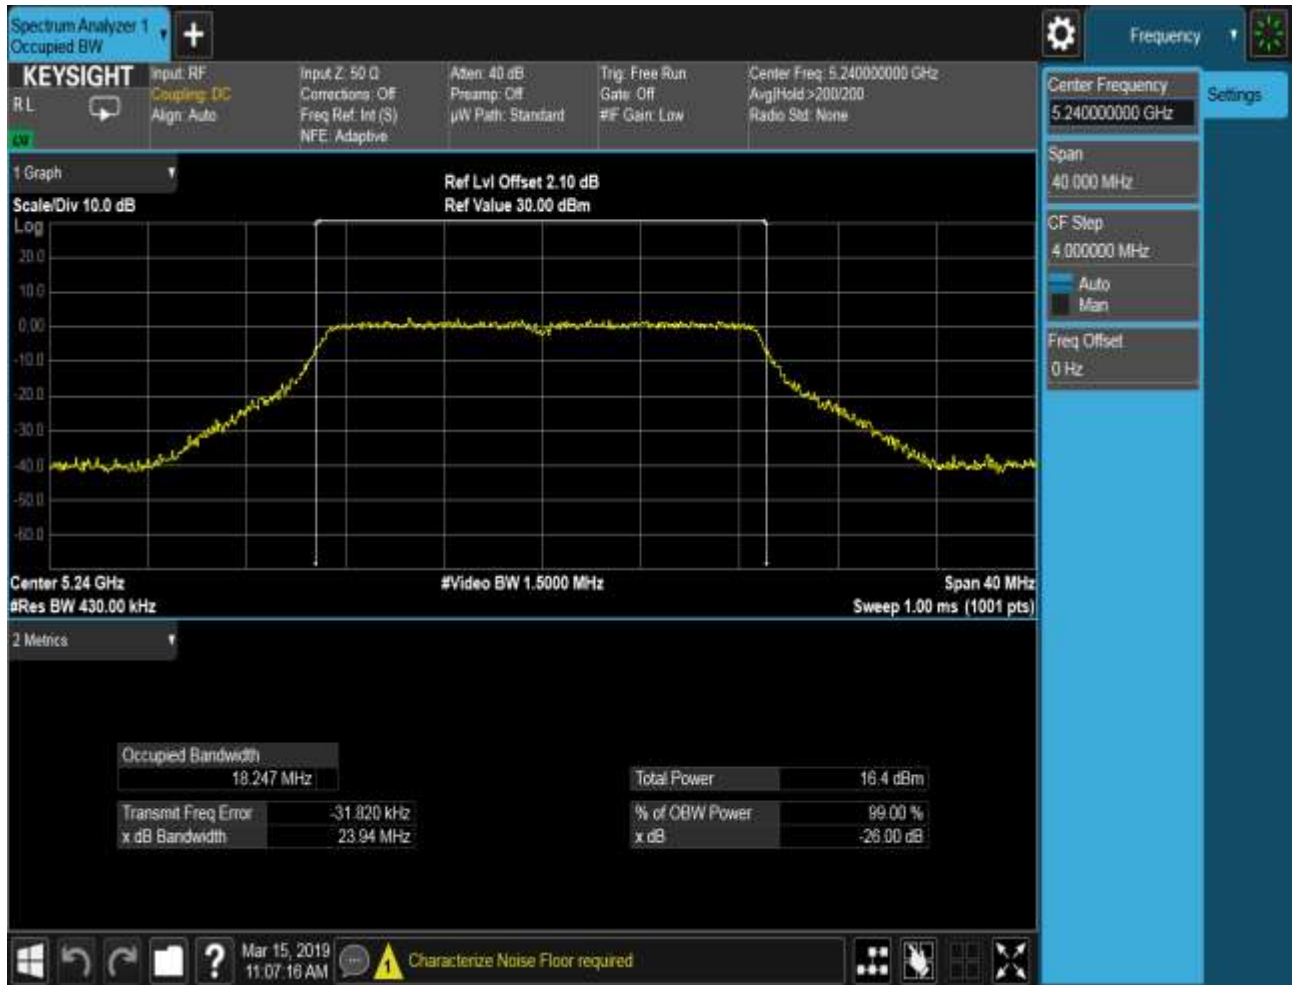 Spectrum Analyzer 1
Occupied BW
Frequency
KEYSIGHT
R L
Input: RF
Coupling: DC
Align: Auto
Input Z: 50 Ω
Corrections: Off
Freq Ref: Int (S)
NFE: Adaptive
Atten: 40 dB
Preamp: Off
µW Path: Standard
Trig: Free Run
Gate: Off
#IF Gain: Low
Center Freq: 5.240000000 GHz
Avg|Hold:>200/200
Radio Std: None
Center Frequency
5.240000000 GHz
Settings
Span
40.000 MHz
CF Step
4.000000 MHz
Auto
Man
Freq Offset
0 Hz
1 Graph
Scale/Div 10.0 dB
Ref Lvl Offset 2.10 dB
Ref Value 30.00 dBm
Log
20.0
10.0
0.00
-10.0
-20.0
-30.0
-40.0
-50.0
-60.0
Center 5.24 GHz
#Video BW 1.5000 MHz
Span 40 MHz
#Res BW 430.00 kHz
Sweep 1.00 ms (1001 pts)
2 Metrics
Occupied Bandwidth
18.247 MHz
Total Power 16.4 dBm
Transmit Freq Error -31.820 kHz
% of OBW Power 99.00 %
x dB Bandwidth 23.94 MHz
x dB -26.00 dB
Mar 15, 2019
11:07:16 AM
1
Characterize Noise Floor required